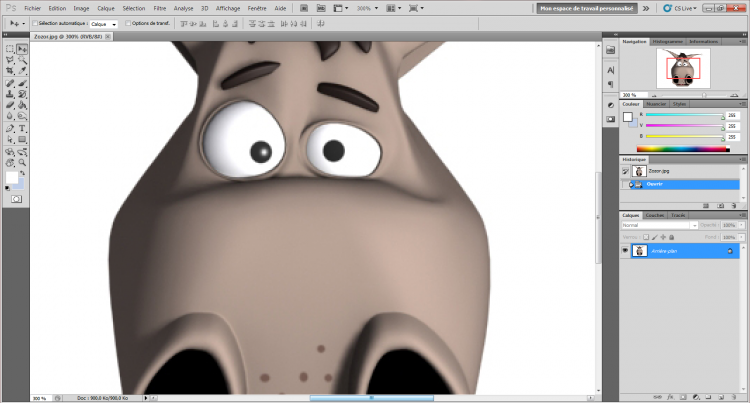 Ps Fichier Edition Image Calque Sélection Filtre Analyse 3D Affichage Fenêtre Aide 300% Mon espace de travail personnalisé CS Live
Sélection automatique : Calque Options de transf.
Zozor.jpg @ 300% (RVB/8#)
Navigation Histogramme Informations
300 %
Couleur Nuancier Styles
R 255
V 255
B 255
Historique
Zozor.jpg
Ouvrir
Calques Couches Tracés
Normal Opacité : 100%
Verrou : Fond : 100%
Arrière-plan
300 % Doc : 900,0 Ko/900,0 Ko